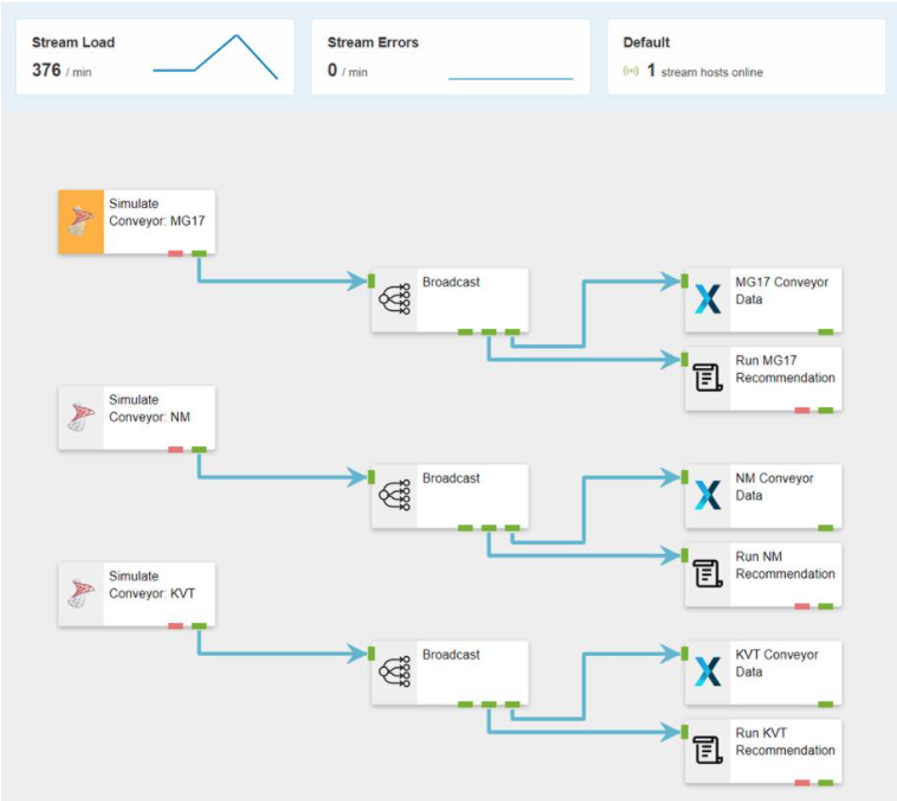 Stream Load
376 / min
Stream Errors
0 / min
Default
1 stream hosts online
Simulate
Conveyor: MG17
Broadcast
MG17 Conveyor
Data
Run MG17
Recommendation
Simulate
Conveyor: NM
Broadcast
NM Conveyor
Data
Run NM
Recommendation
Simulate
Conveyor: KVT
Broadcast
KVT Conveyor
Data
Run KVT
Recommendation